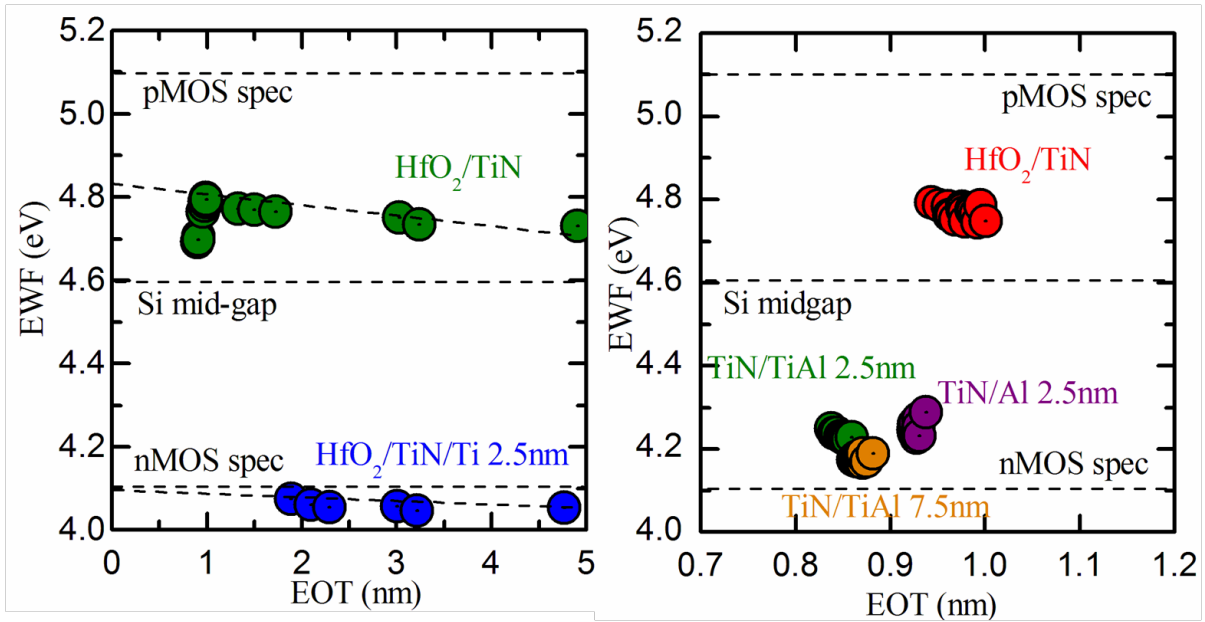 5.2
5.0
4.8
4.6
4.4
4.2
4.0
EWF (eV)
pMOS spec
HfO₂/TiN
Si mid-gap
nMOS spec
HfO₂/TiN/Ti 2.5nm
0 1 2 3 4 5
EOT (nm)
5.2
5.0
4.8
4.6
4.4
4.2
4.0
EWF (eV)
pMOS spec
HfO₂/TiN
Si midgap
TiN/TiAl 2.5nm
TiN/Al 2.5nm
nMOS spec
TiN/TiAl 7.5nm
0.7 0.8 0.9 1.0 1.1 1.2
EOT (nm)